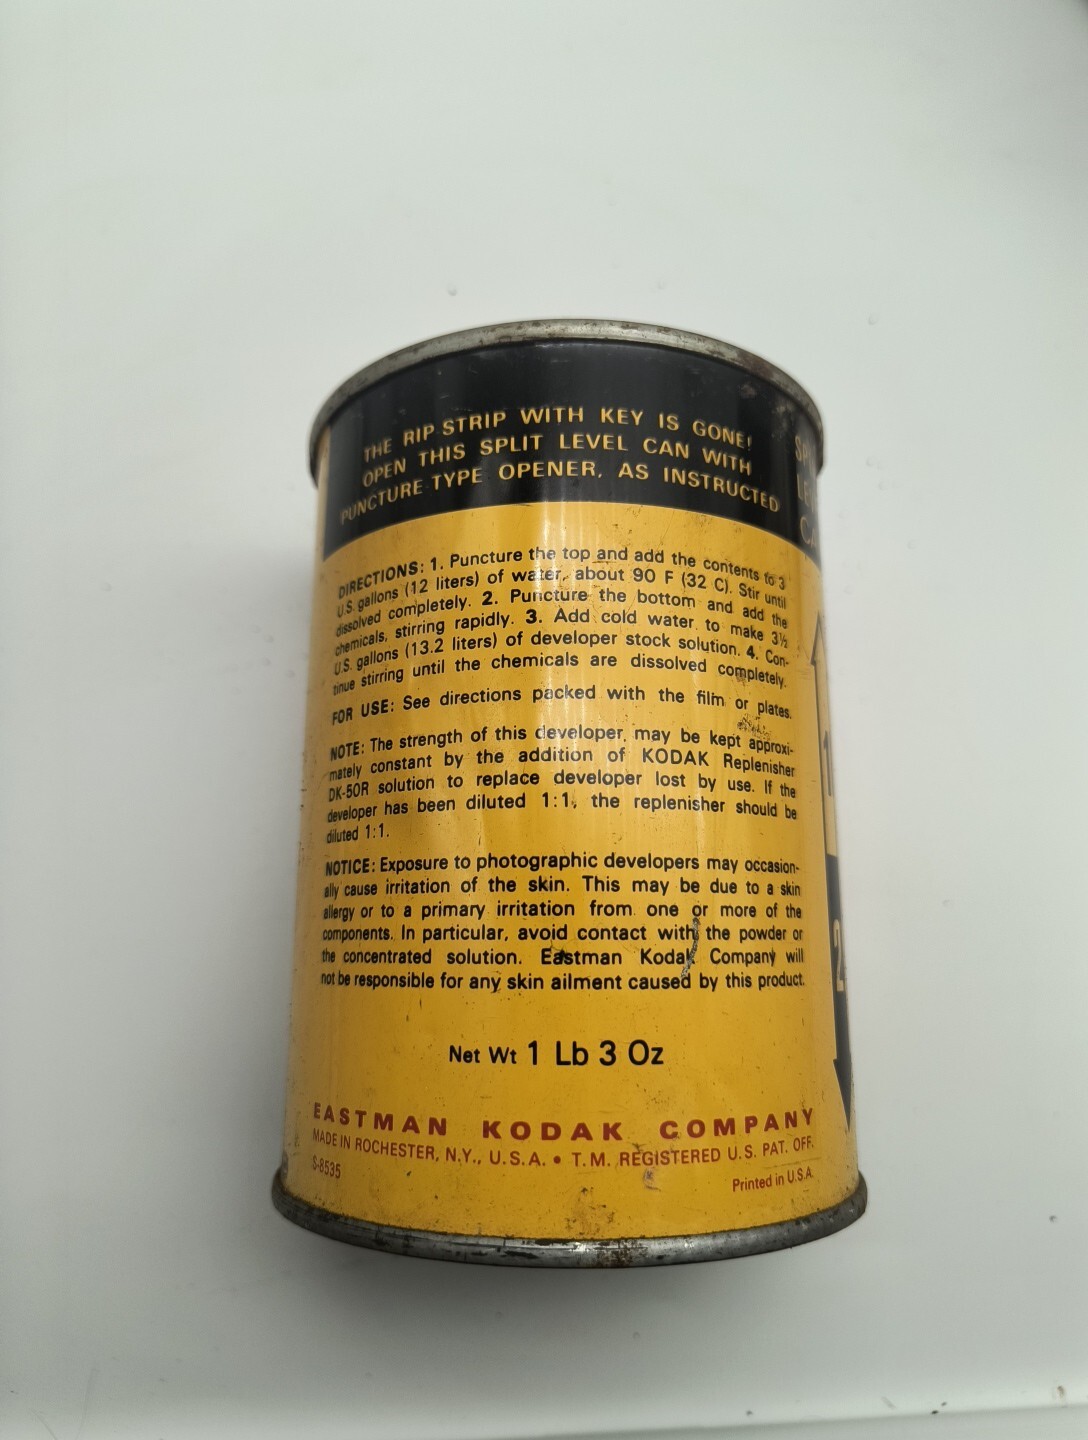 THE RIP STRIP WITH KEY IS GONE!
OPEN THIS SPLIT LEVEL CAN WITH
PUNCTURE TYPE OPENER, AS INSTRUCTED
DIRECTIONS: 1. Puncture the top and add the contents to 3
U.S. gallons (12 liters) of water, about 90 F (32 C). Stir until
dissolved completely. 2. Puncture the bottom and add the
chemicals, stirring rapidly. 3. Add cold water to make 3½
U.S. gallons (13.2 liters) of developer stock solution. 4. Con-
tinue stirring until the chemicals are dissolved completely.
FOR USE: See directions packed with the film or plates.
NOTE: The strength of this developer may be kept approxi-
mately constant by the addition of KODAK Replenisher
DK-50R solution to replace developer lost by use. If the
developer has been diluted 1:1, the replenisher should be
diluted 1:1.
NOTICE: Exposure to photographic developers may occasion-
ally cause irritation of the skin. This may be due to a skin
allergy or to a primary irritation from one or more of the
components. In particular, avoid contact with the powder or
the concentrated solution. Eastman Kodak Company will
not be responsible for any skin ailment caused by this product.
Net Wt 1 Lb 3 Oz
EASTMAN KODAK COMPANY
MADE IN ROCHESTER, N.Y., U.S.A. • T.M. REGISTERED U.S. PAT. OFF.
S-8535
Printed in U.S.A.
1
2